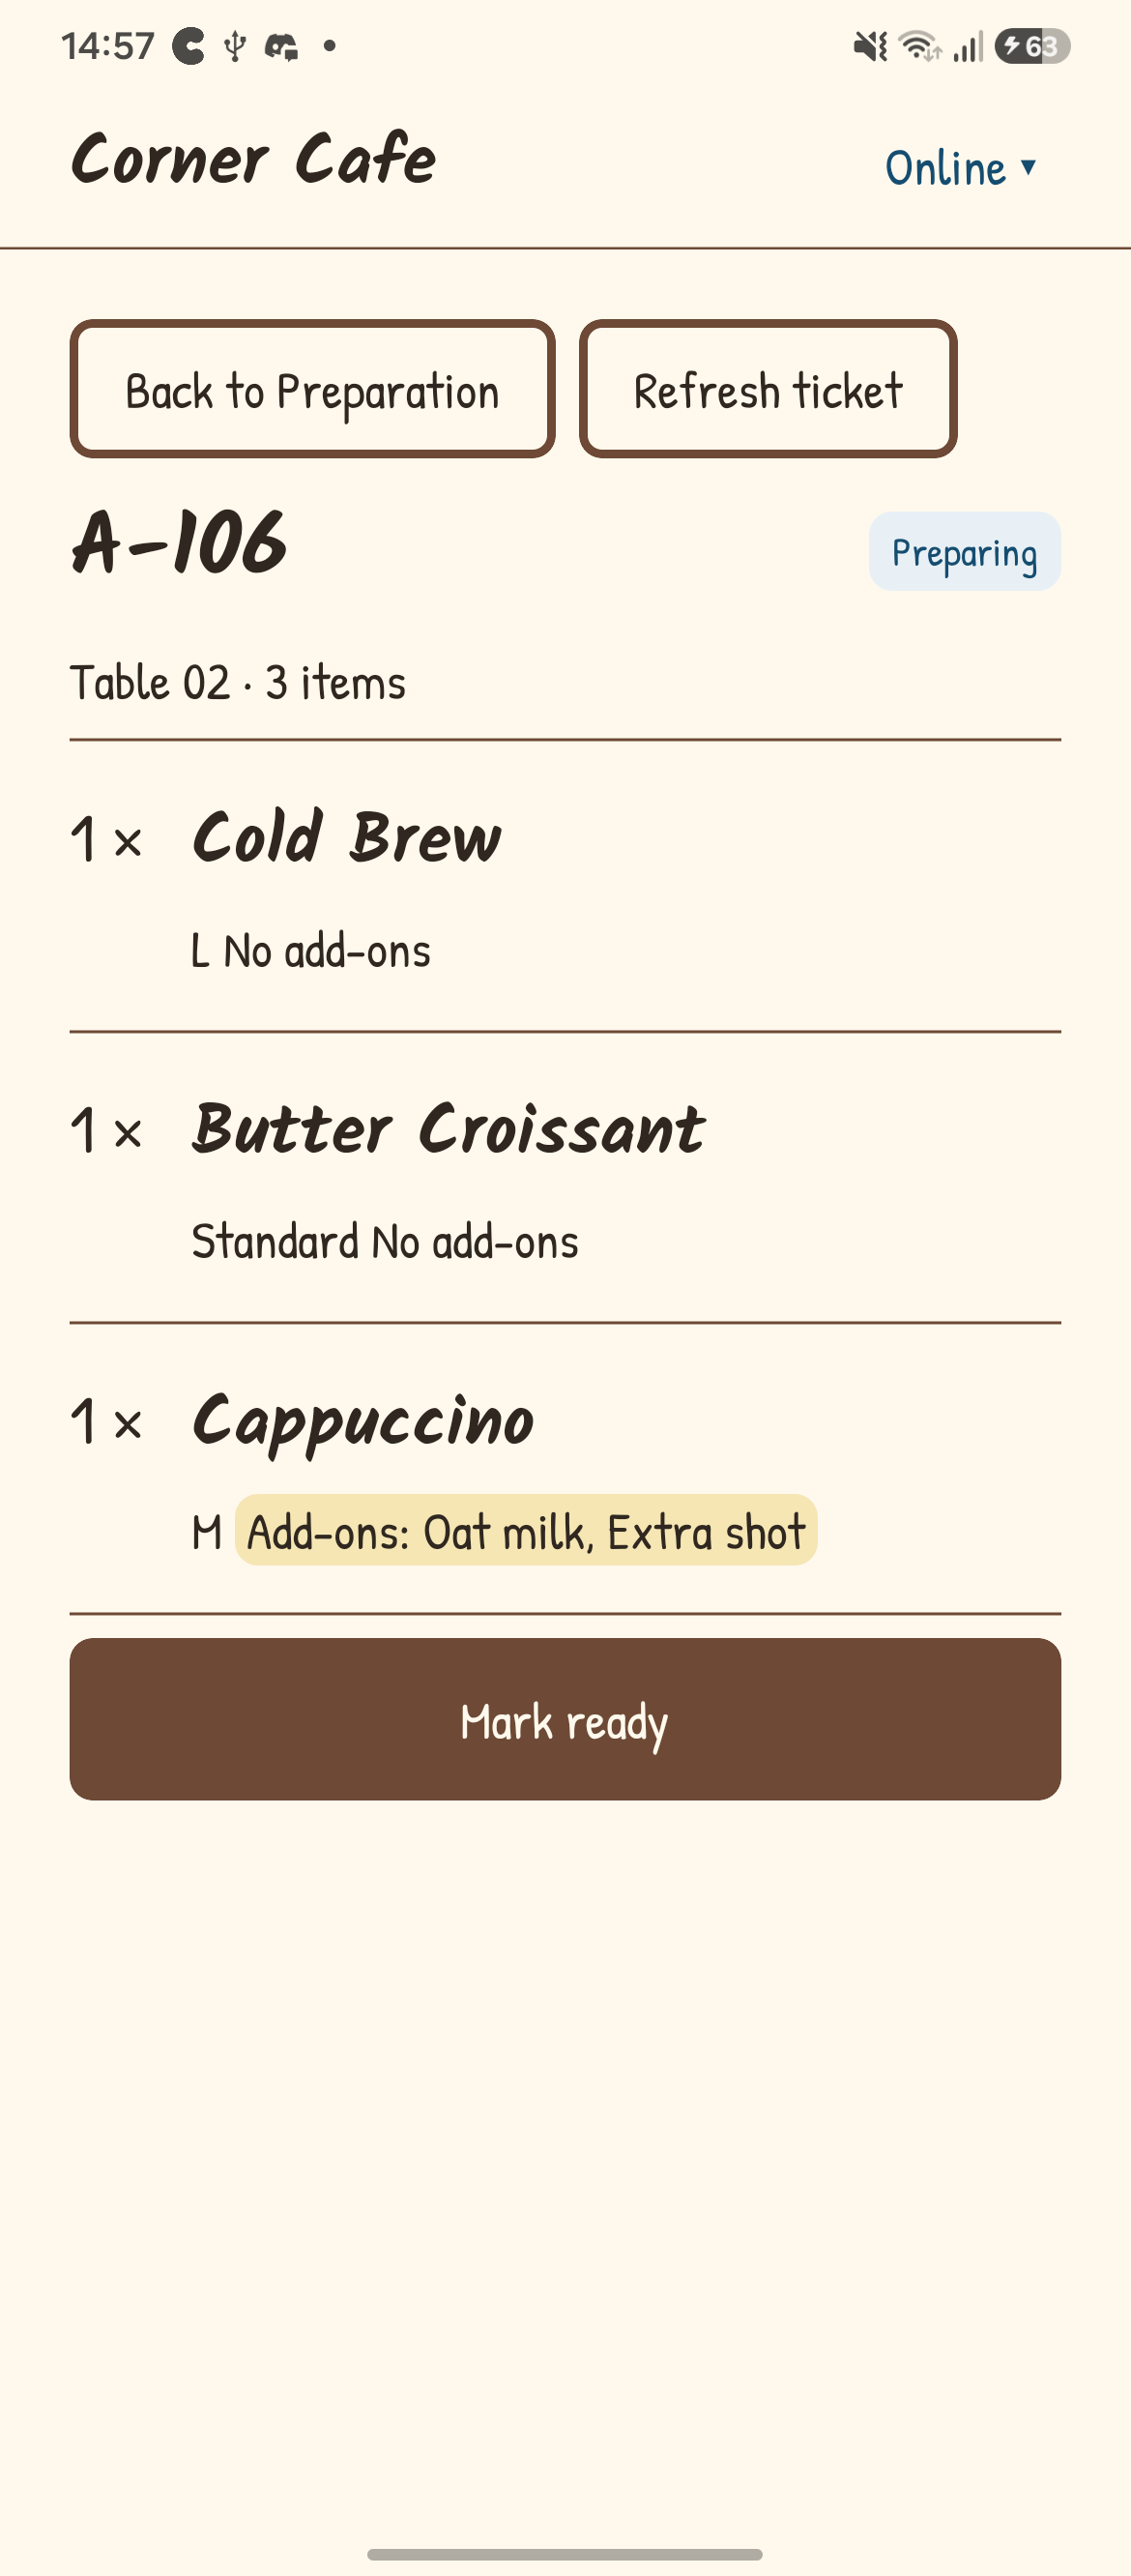 14:57
63
Corner Cafe
Online ▼
Back to Preparation
Refresh ticket
A-106
Preparing
Table 02 · 3 items
1 × Cold Brew
L No add-ons
1 × Butter Croissant
Standard No add-ons
1 × Cappuccino
M Add-ons: Oat milk, Extra shot
Mark ready